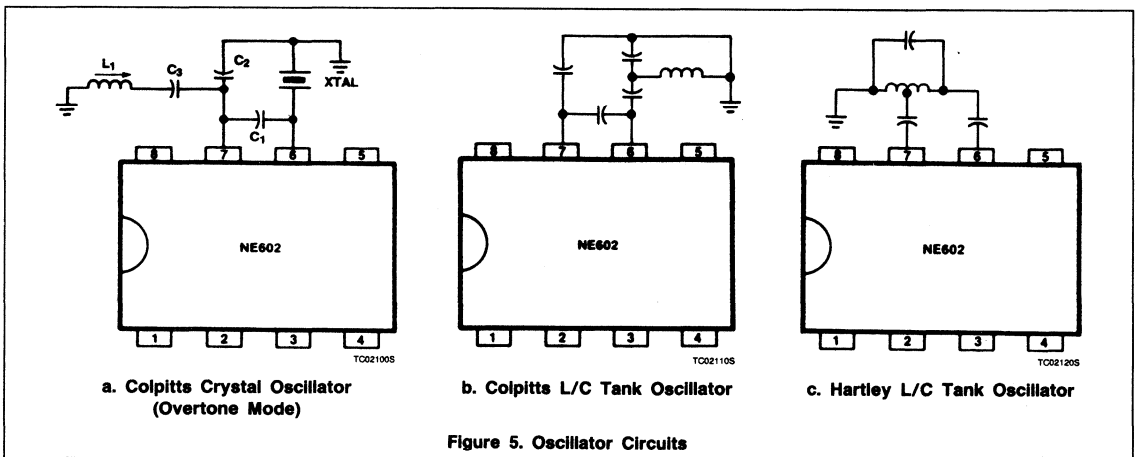 L1
C3
C2
XTAL
C1
8 7 6 5
NE602
1 2 3 4
TC02100S
a. Colpitts Crystal Oscillator
(Overtone Mode)
8 7 6 5
NE602
1 2 3 4
TC02110S
b. Colpitts L/C Tank Oscillator
8 7 6 5
NE602
1 2 3 4
TC02120S
c. Hartley L/C Tank Oscillator
Figure 5. Oscillator Circuits